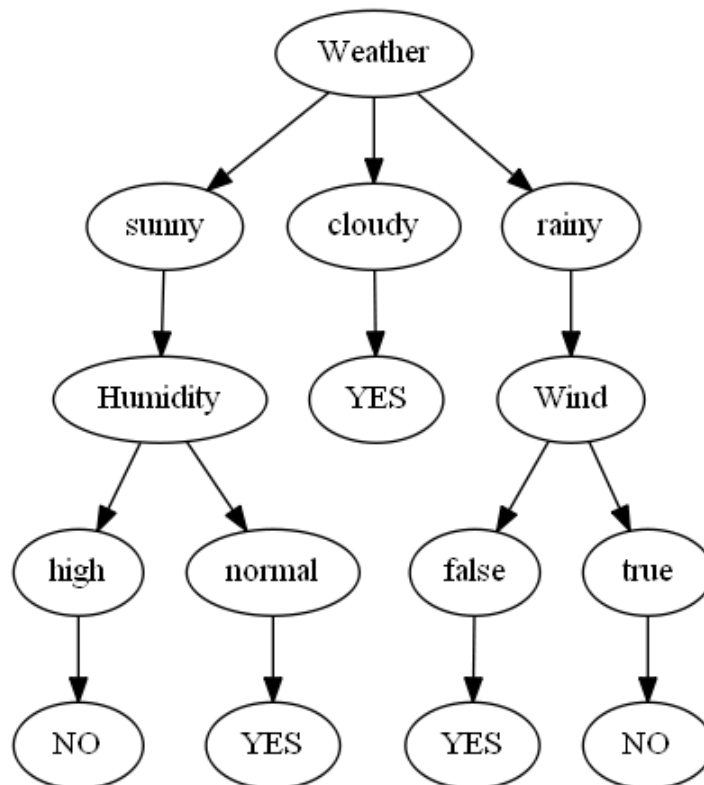 Weather
sunny
cloudy
rainy
Humidity
YES
Wind
high
normal
false
true
NO
YES
YES
NO